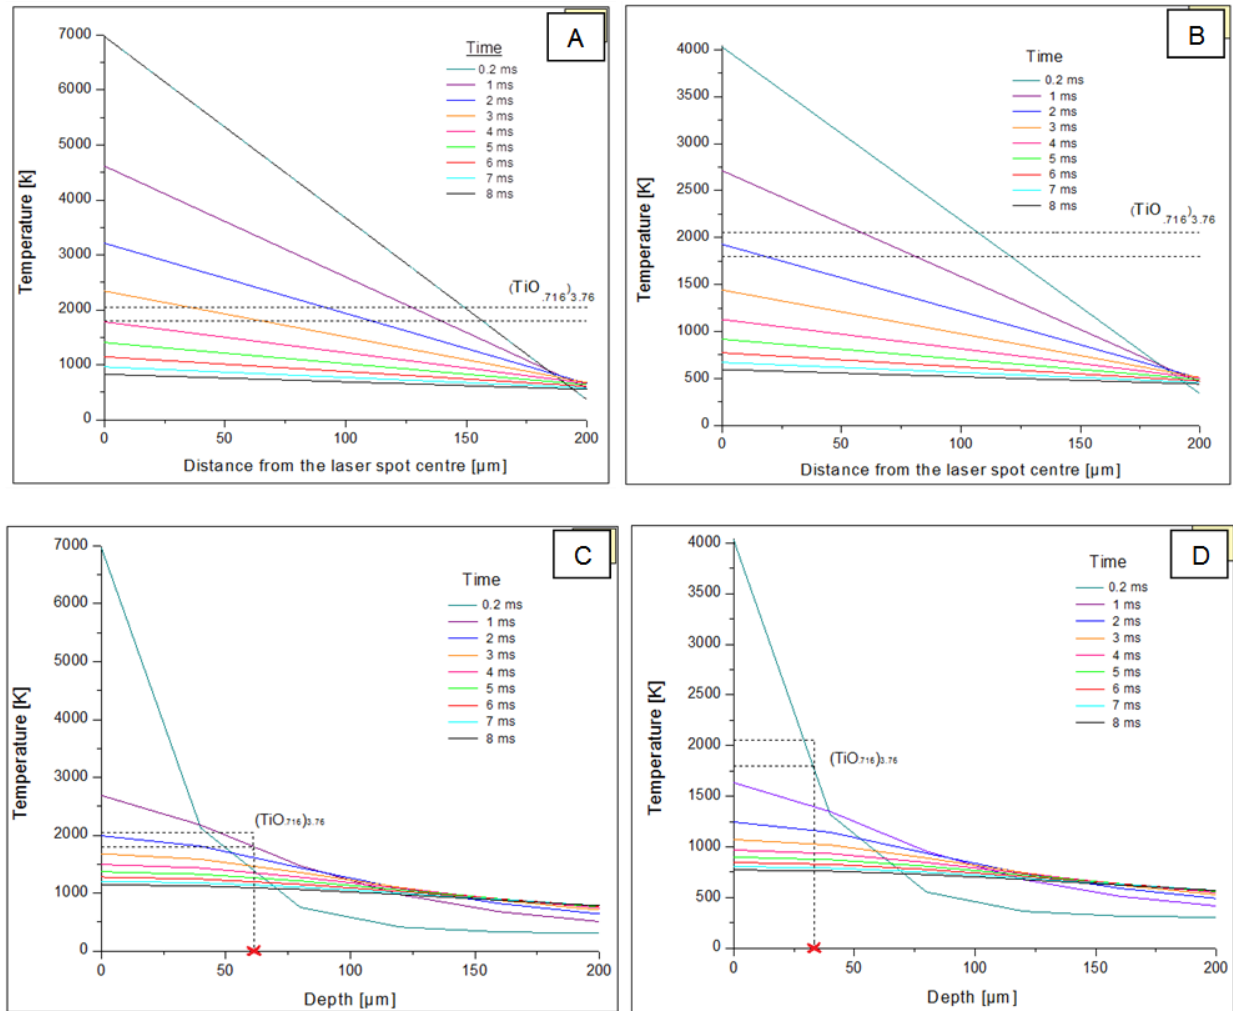 A
Time
0.2 ms
1 ms
2 ms
3 ms
4 ms
5 ms
6 ms
7 ms
8 ms
(TiO.716)3.76
7000
6000
5000
4000
3000
2000
1000
0
Temperature [K]
0 50 100 150 200
Distance from the laser spot centre [µm]
B
Time
0.2 ms
1 ms
2 ms
3 ms
4 ms
5 ms
6 ms
7 ms
8 ms
(TiO.716)3.76
4000
3500
3000
2500
2000
1500
1000
500
0
Temperature [K]
0 50 100 150 200
Distance from the laser spot centre [µm]
C
Time
0.2 ms
1 ms
2 ms
3 ms
4 ms
5 ms
6 ms
7 ms
8 ms
(TiO.716)3.76
7000
6000
5000
4000
3000
2000
1000
0
Temperature [K]
0 50 100 150 200
Depth [µm]
D
Time
0.2 ms
1 ms
2 ms
3 ms
4 ms
5 ms
6 ms
7 ms
8 ms
(TiO.716)3.76
4000
3500
3000
2500
2000
1500
1000
500
0
Temperature [K]
0 50 100 150 200
Depth [µm]